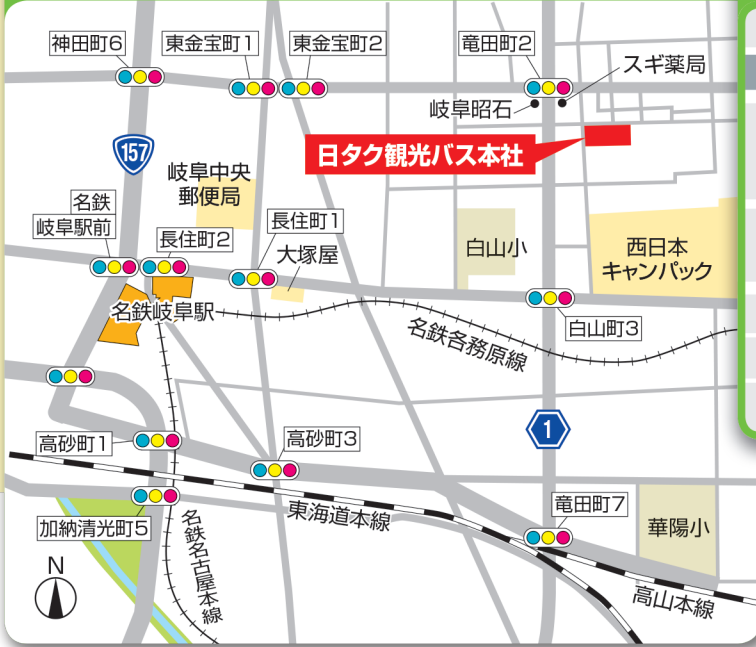 神田町6
東金宝町1
東金宝町2
竜田町2
スギ薬局
岐阜昭石
157
日タク観光バス本社
岐阜中央
郵便局
名鉄
岐阜駅前
長住町2
長住町1
大塚屋
白山小
西日本
キャンパック
名鉄岐阜駅
白山町3
名鉄各務原線
1
高砂町1
高砂町3
東海道本線
竜田町7
華陽小
加納清光町5
名鉄名古屋本線
高山本線
N